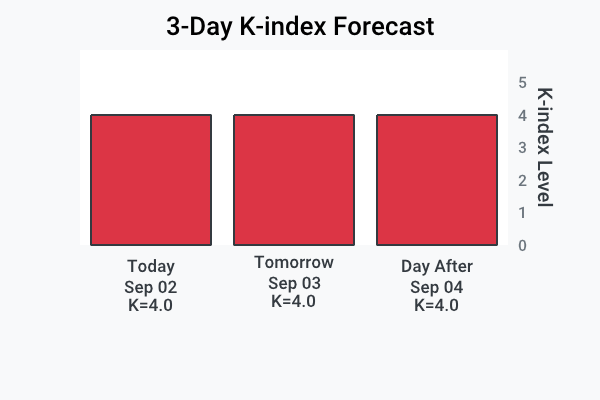 3-Day K-index Forecast
5
4
3
2
1
0
K-index Level
Today
Sep 02
K=4.0
Tomorrow
Sep 03
K=4.0
Day After
Sep 04
K=4.0